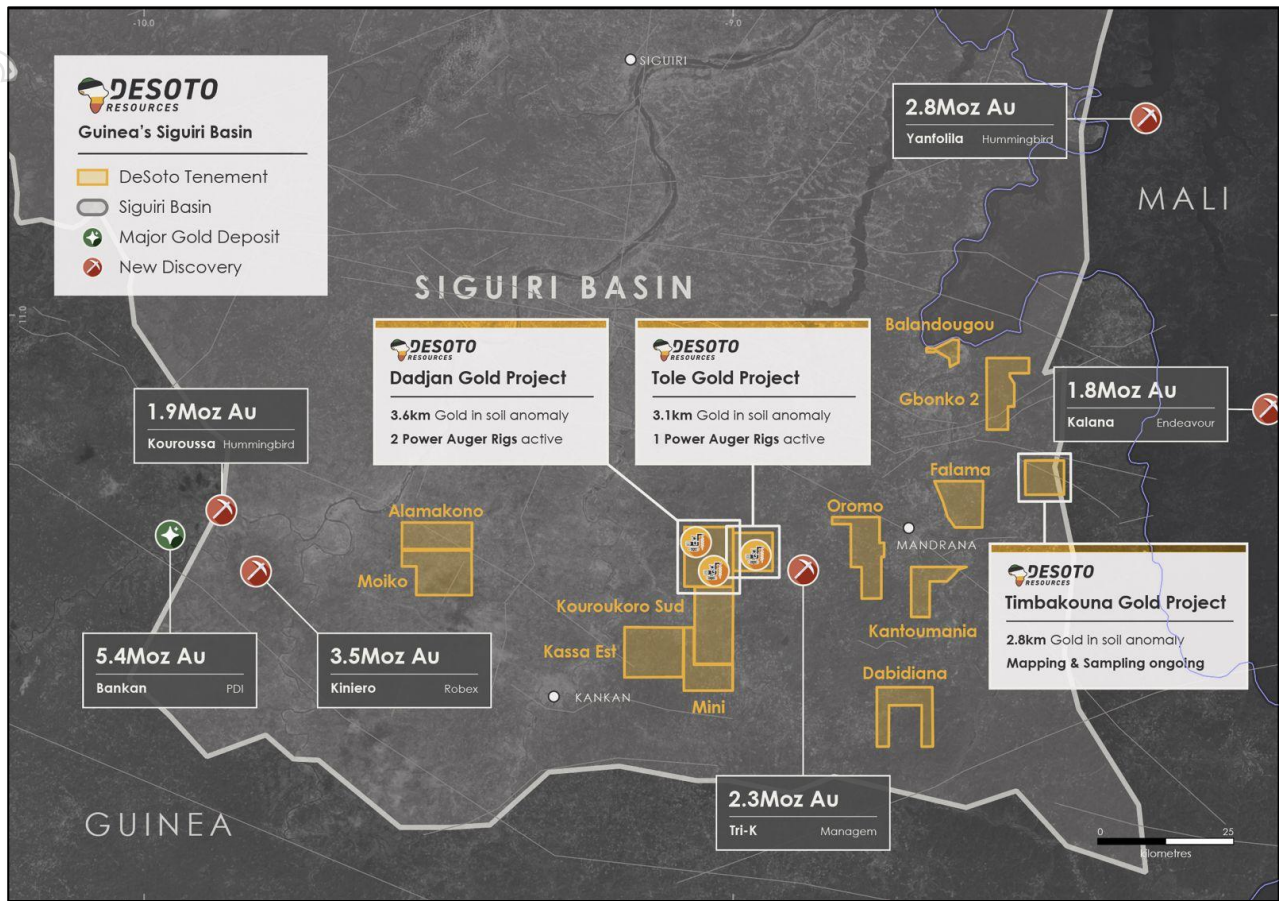 -10.0
-9.0
11.0
DESOTO
RESOURCES
Guinea's Siguiri Basin
DeSoto Tenement
Siguiri Basin
Major Gold Deposit
New Discovery
SIGUIRI
2.8Moz Au
Yanfolila Hummingbird
MALI
SIGUIRI BASIN
DESOTO
RESOURCES
Dadjan Gold Project
3.6km Gold in soil anomaly
2 Power Auger Rigs active
DESOTO
RESOURCES
Tole Gold Project
3.1km Gold in soil anomaly
1 Power Auger Rigs active
Balandougou
Gbonko 2
1.8Moz Au
Kalana Endeavour
1.9Moz Au
Kouroussa Hummingbird
Falama
Alamakono
Oromo
MANDRANA
Moiko
Kouroukoro Sud
Kantoumania
Kassa Est
DESOTO
RESOURCES
Timbakouna Gold Project
2.8km Gold in soil anomaly
Mapping & Sampling ongoing
5.4Moz Au
Bankan PDI
3.5Moz Au
Kiniero Robex
KANKAN
Mini
Dabidiana
2.3Moz Au
Tri-K Managem
GUINEA
0 25
kilometres